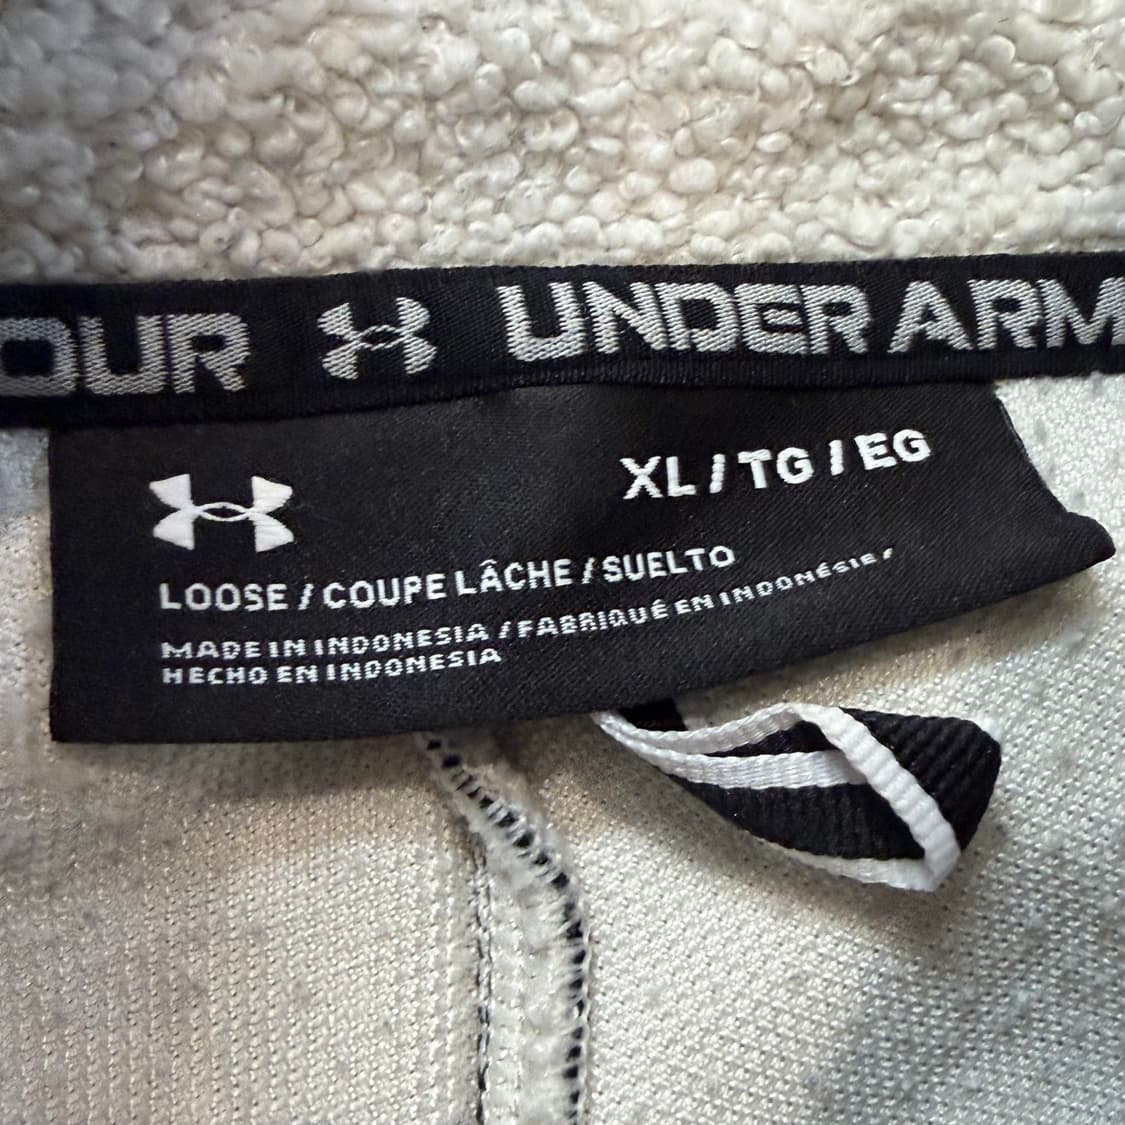 OUR UNDER ARM
XL / TG / EG
LOOSE / COUPE LÂCHE / SUELTO
MADE IN INDONESIA / FABRIQUÉ EN INDONÉSIE /
HECHO EN INDONESIA